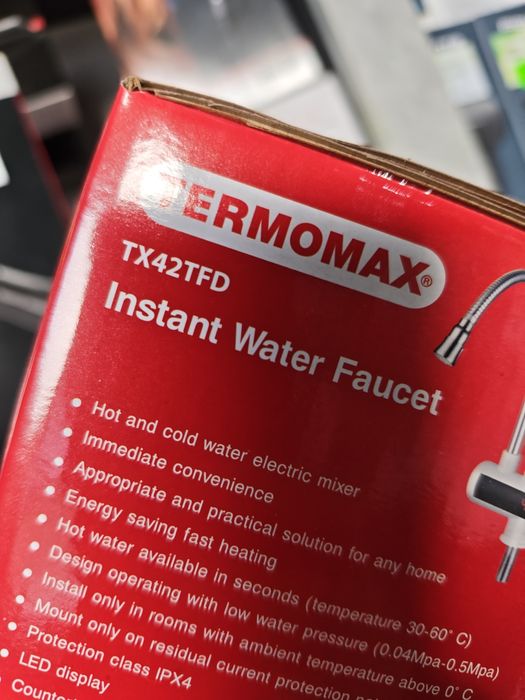 TERMOMAX®
TX42TFD
Instant Water Faucet
• Hot and cold water electric mixer
• Immediate convenience
• Appropriate and practical solution for any home
• Energy saving fast heating
• Hot water available in seconds (temperature 30-60° C)
• Design operating with low water pressure (0.04Mpa-0.5Mpa)
• Install only in rooms with ambient temperature above 0° C
• Mount only on residual current protection
• Protection class IPX4
• LED display